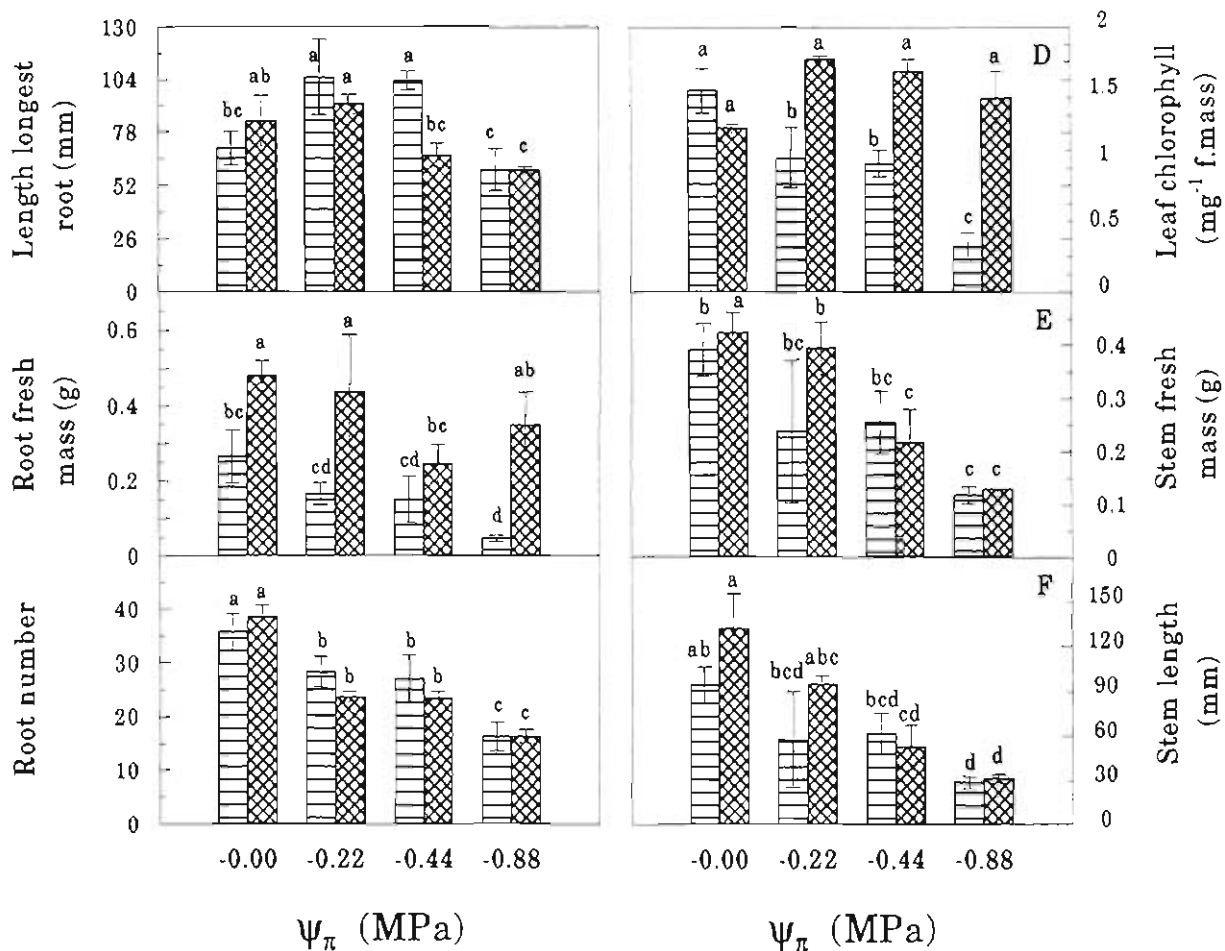 Length longest
root (mm)
130
104
78
52
26
0
bc
ab
a
a
a
bc
c
c
Root fresh
mass (g)
0.6
0.4
0.2
0
bc
a
cd
a
cd
bc
d
ab
Root number
40
30
20
10
0
a
a
b
b
b
b
c
c
-0.00
-0.22
-0.44
-0.88
ψπ (MPa)
D
a
a
b
a
b
a
c
a
2
1.5
1
0.5
0
Leaf chlorophyll
(mg⁻¹ f.mass)
E
b
a
bc
b
bc
c
c
c
0.4
0.3
0.2
0.1
0
Stem fresh
mass (g)
F
ab
a
bcd
abc
bcd
cd
d
d
150
120
90
60
30
0
Stem length
(mm)
-0.00
-0.22
-0.44
-0.88
ψπ (MPa)